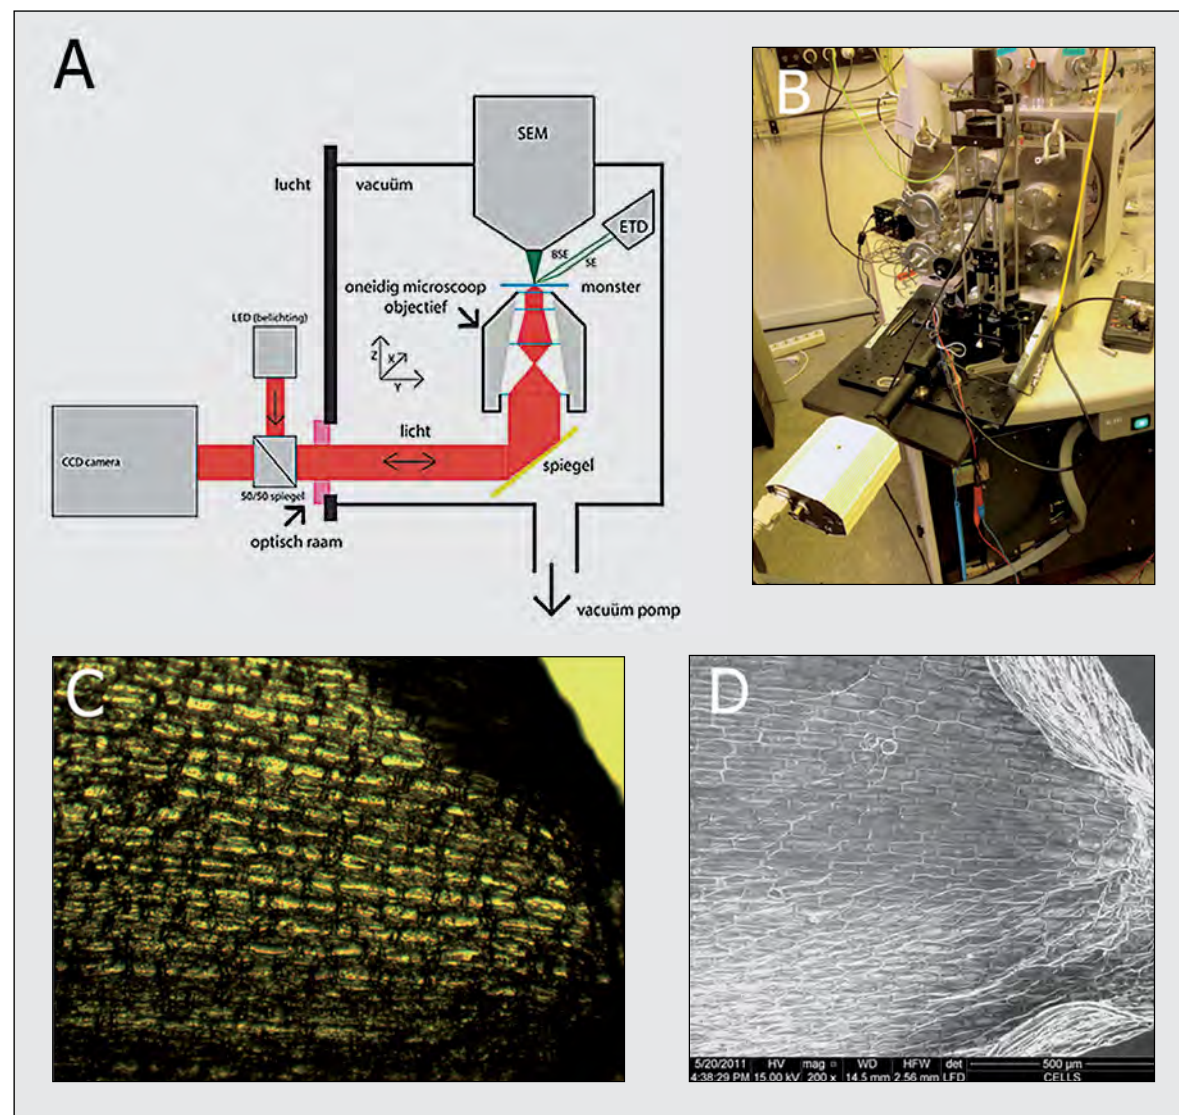 A
SEM
lucht
vacuüm
ETD
BSE
SE
oneidig microscoop
objectief
monster
LED (belichting)
Z
X
Y
licht
CCD camera
spiegel
50/50 spiegel
optisch raam
vacuüm pomp
B
C
D
5/20/2011 HV mag □ WD HFW det 500 µm
4:38:29 PM 15.00 kV 200 x 14.5 mm 2.56 mm LFD CELLS